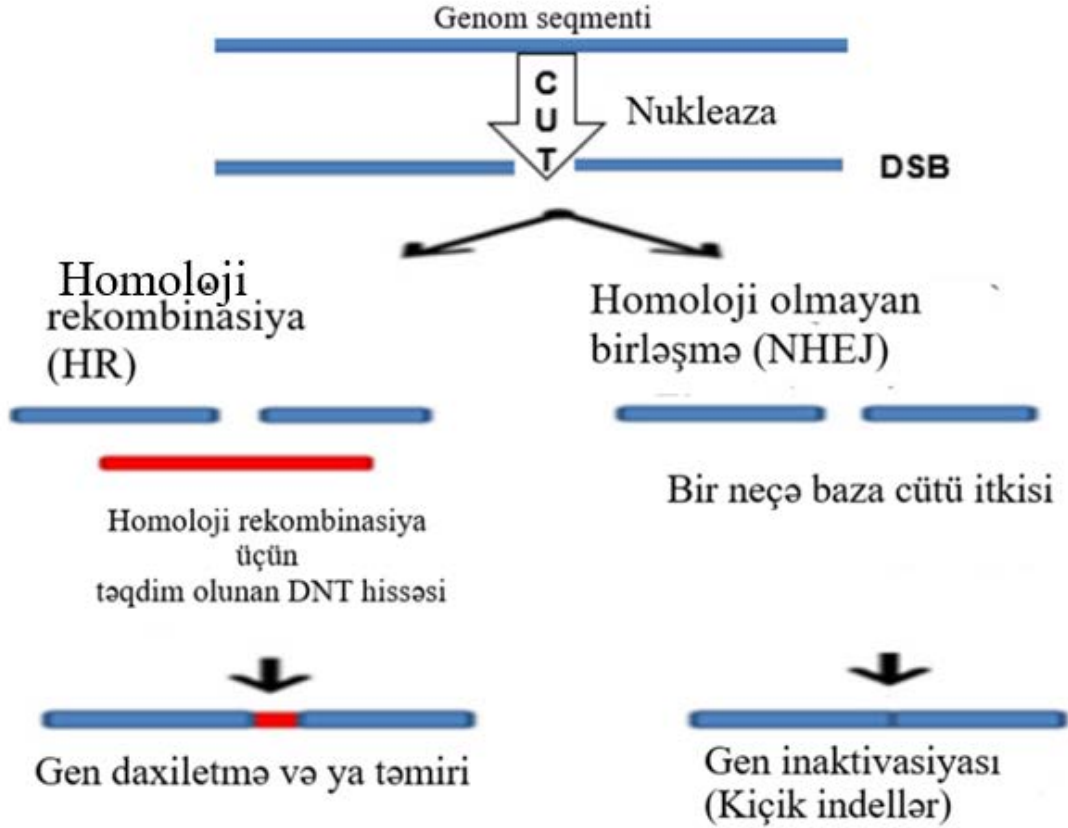 Genom seqmenti
CUT
Nukleaza
DSB
Homoloji
rekombinasiya
(HR)
Homoloji olmayan
birləşmə (NHEJ)
Homoloji rekombinasiya
üçün
təqdim olunan DNT hissəsi
Bir neçə baza cütü itkisi
Gen daxiletmə və ya təmiri
Gen inaktivasiyası
(Kiçik indellər)